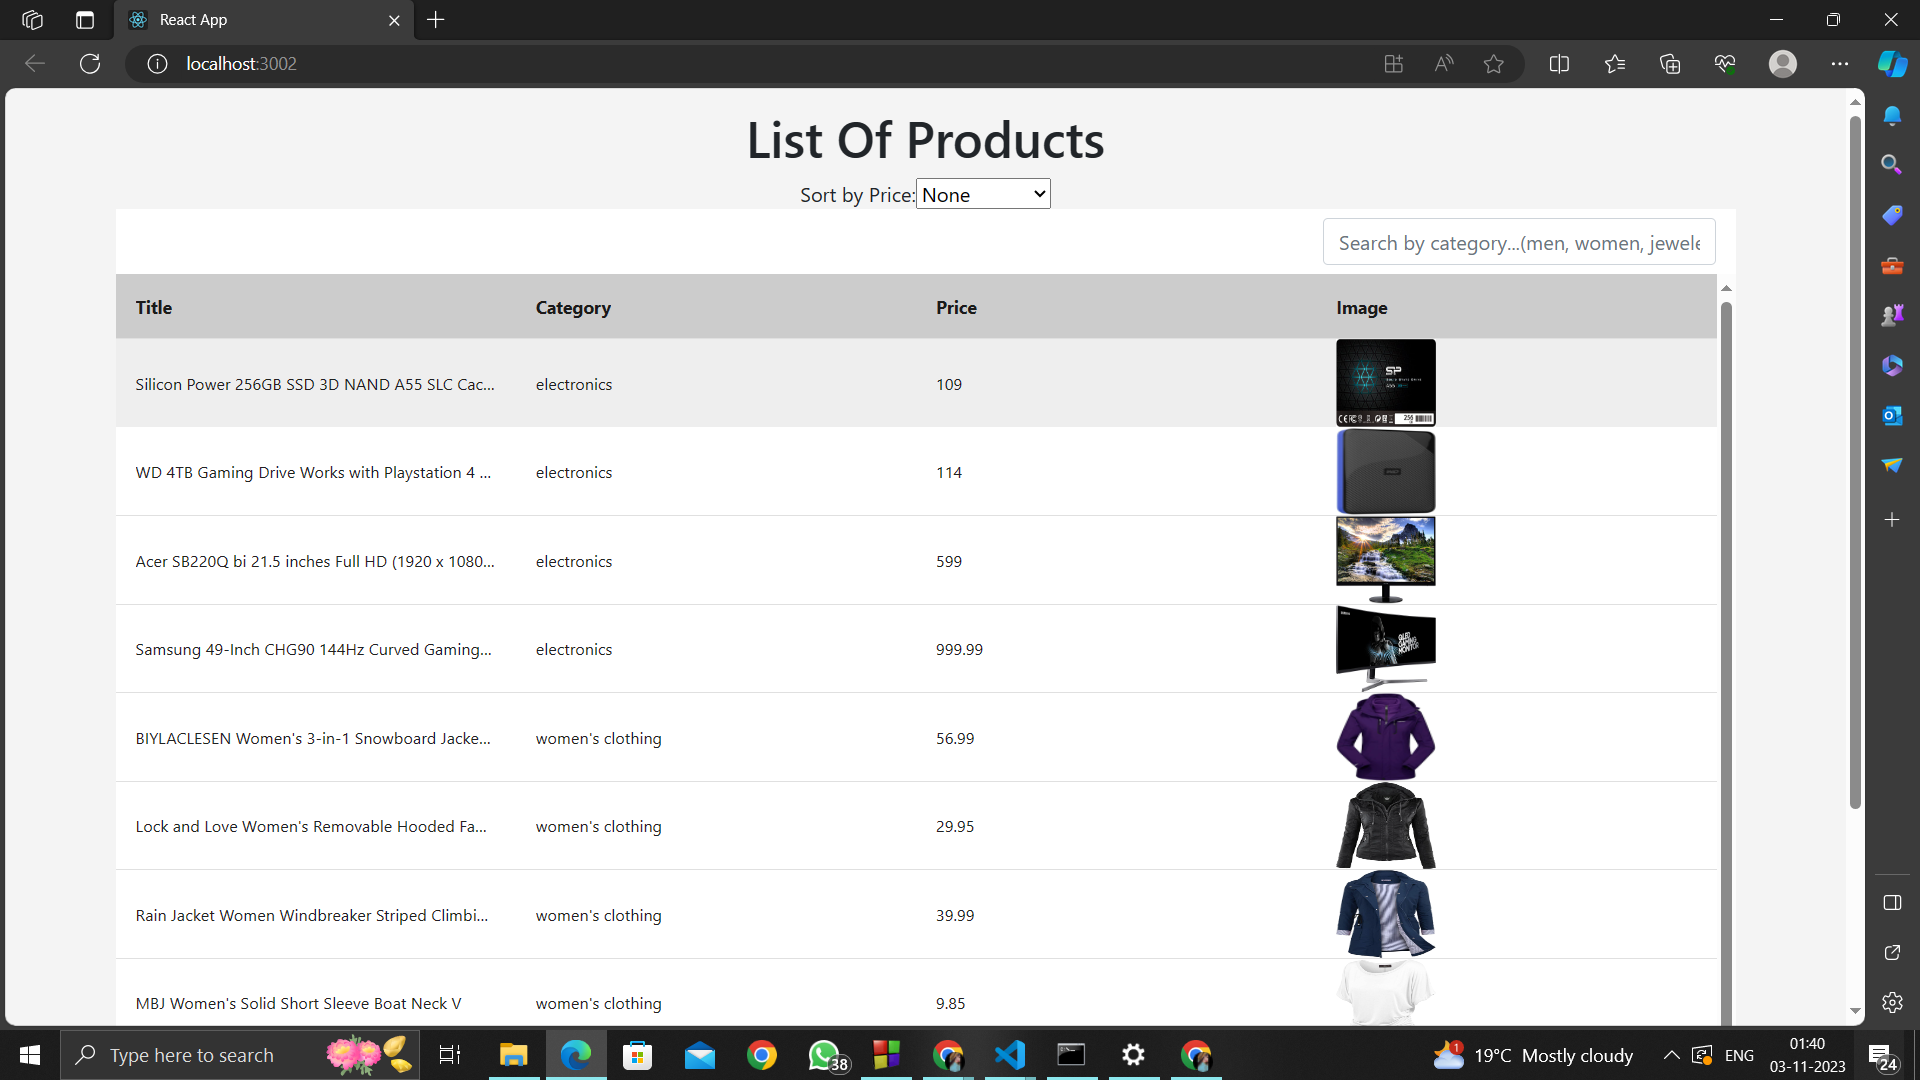 React App
localhost:3002
List Of Products
Sort by Price: None
Search by category...(men, women, jewele
Title Category Price Image
Silicon Power 256GB SSD 3D NAND A55 SLC Cac... electronics 109
SP
256
WD 4TB Gaming Drive Works with Playstation 4 ... electronics 114
Acer SB220Q bi 21.5 inches Full HD (1920 x 1080... electronics 599
Samsung 49-Inch CHG90 144Hz Curved Gaming... electronics 999.99
QLED
GAMING
MONITOR
BIYLACLESEN Women's 3-in-1 Snowboard Jacke... women's clothing 56.99
Lock and Love Women's Removable Hooded Fa... women's clothing 29.95
Rain Jacket Women Windbreaker Striped Climbi... women's clothing 39.99
MBJ Women's Solid Short Sleeve Boat Neck V women's clothing 9.85
Type here to search
38
1
19°C Mostly cloudy
ENG
01:40
03-11-2023
24